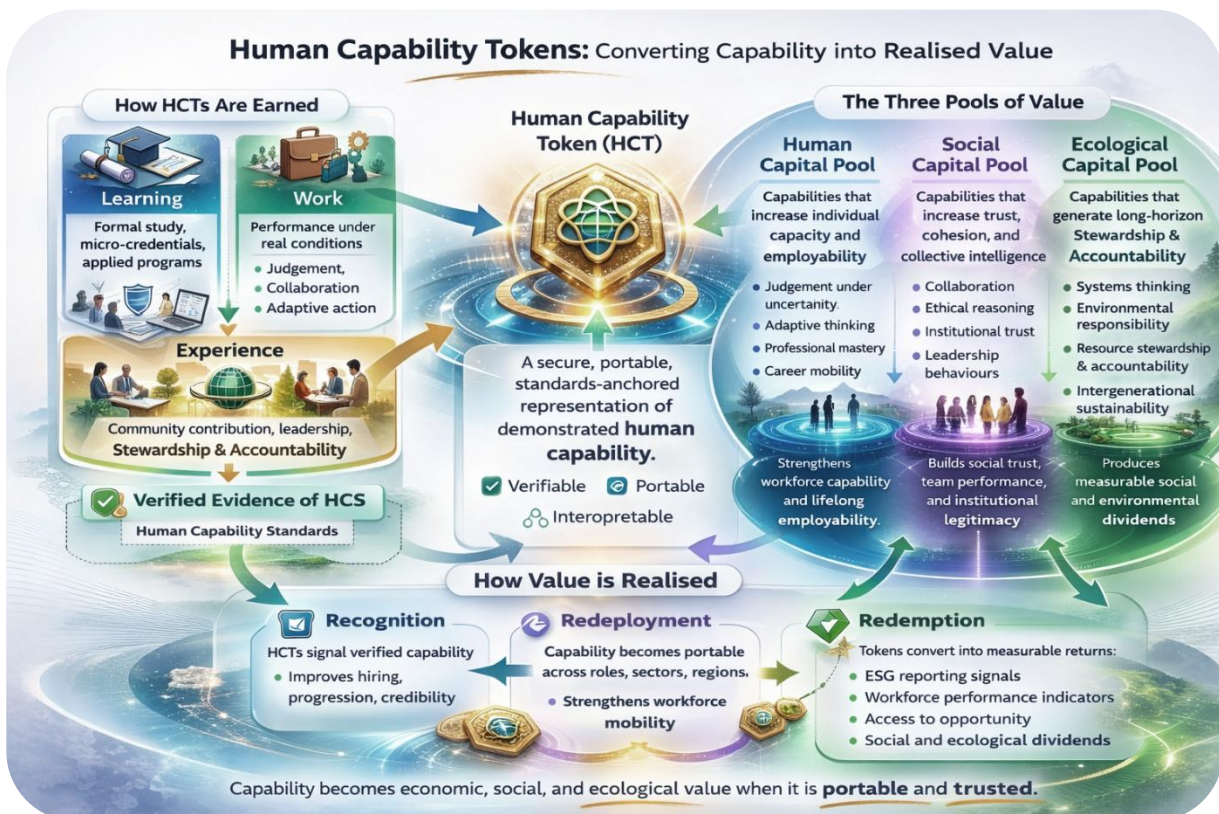 Human Capability Tokens: Converting Capability into Realised Value
How HCTs Are Earned
Learning
Formal study,
micro-credentials,
applied programs
Work
Performance under
real conditions
• Judgement,
• Collaboration
• Adaptive action
Experience
Community contribution, leadership,
Stewardship & Accountability
Verified Evidence of HCS
Human Capability Standards
Human Capability
Token (HCT)
A secure, portable,
standards-anchored
representation of
demonstrated human
capability.
Verifiable
Portable
Interopretable
The Three Pools of Value
Human
Capital Pool
Capabilities that
increase individual
capacity and
employability
• Judgement under
uncertanity.
• Adaptive thinking
• Professional mastery
• Career mobility
Strengthens
workforce capability
and lifelong
employability.
Social
Capital Pool
Capabilities that
increase trust,
cohesion, and
collective intelligence
• Collaboration
• Ethical reasoning
• Institutional trust
• Leadership
behaviours
Builds social trust,
team performance,
and institutional
legitimacy
Ecological
Capital Pool
Capabilities that
generate long-horizon
Stewardship &
Accountability
• Systems thinking
• Environmental
responsibility
• Resource stewardship
& accountability
• Intergenerational
sustainability
Produces
measurable social
and environmental
dividends
How Value is Realised
Recognition
HCTs signal verified capability
• Improves hiring,
progression, credibility
Redeployment
Capability becomes portable
across roles, sectors, regions.
• Strengthens workforce
mobility
Redemption
Tokens convert into measurable returns:
• ESG reporting signals
• Workforce performance indicators
• Access to opportunity
• Social and ecological dividends
Capability becomes economic, social, and ecological value when it is portable and trusted.